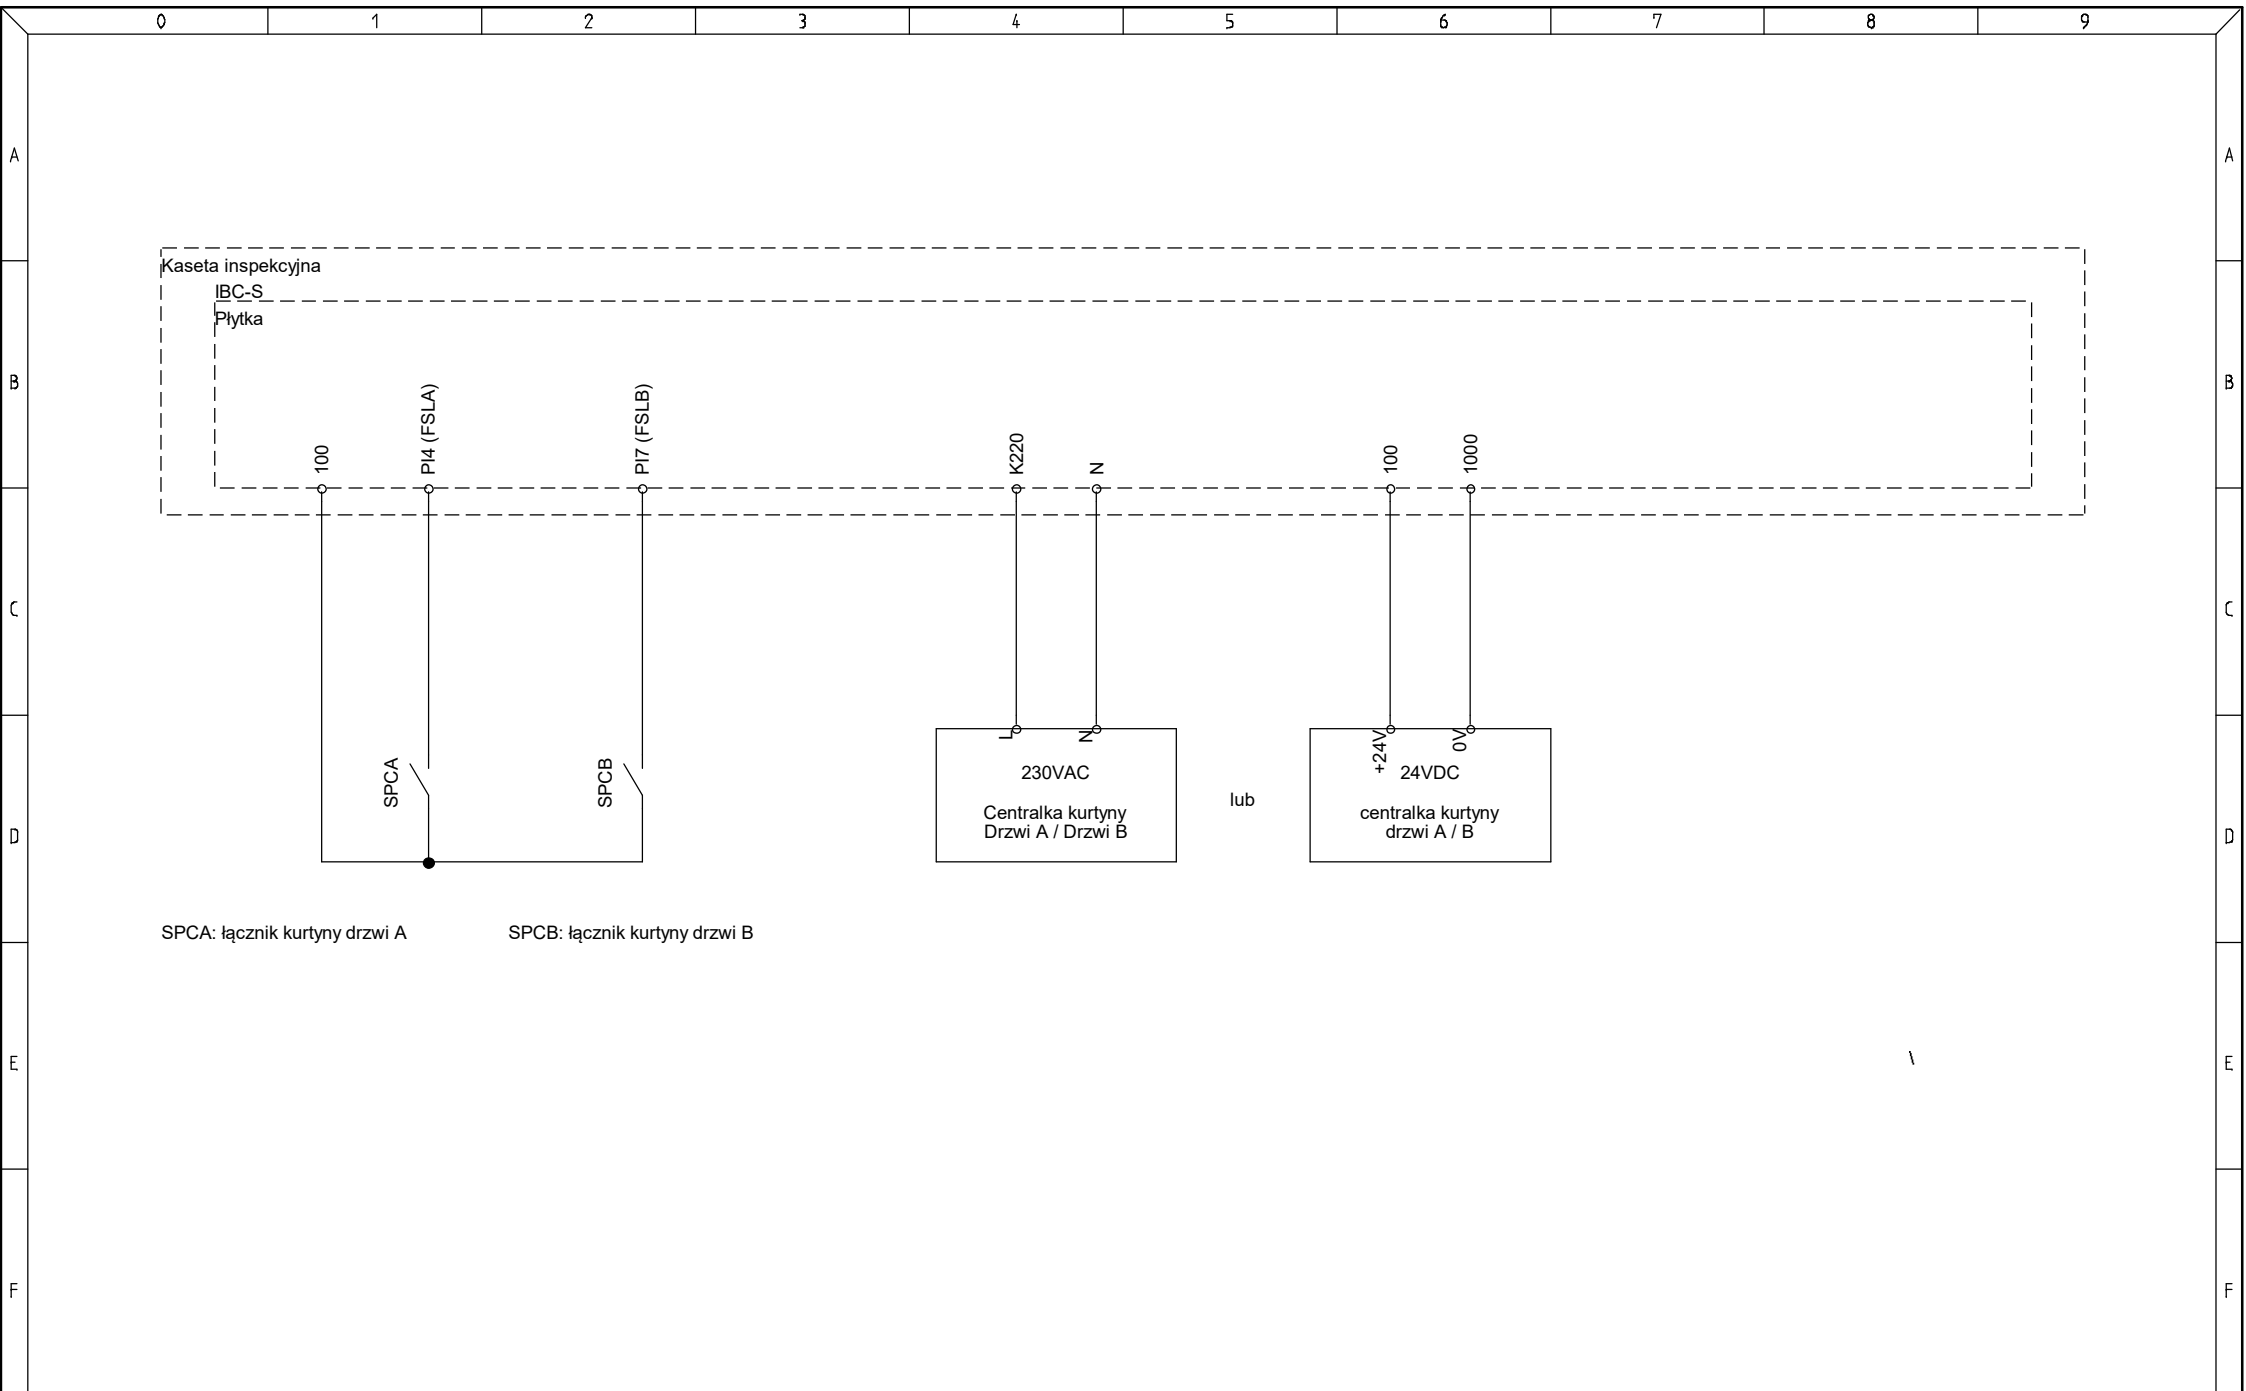 0 1 2 3 4 5 6 7 8 9
A A
Kaseta inspekcyjna
IBC-S
Płytka
B B
100
PI4 (FSLA)
PI7 (FSLB)
K220
N
100
1000
C C
SPCA
SPCB
L
N
230VAC
Centralka kurtyny
Drzwi A / Drzwi B
lub
+24V
0V
24VDC
centralka kurtyny
drzwi A / B
D D
SPCA: łącznik kurtyny drzwi A
SPCB: łącznik kurtyny drzwi B
E E
\
F F